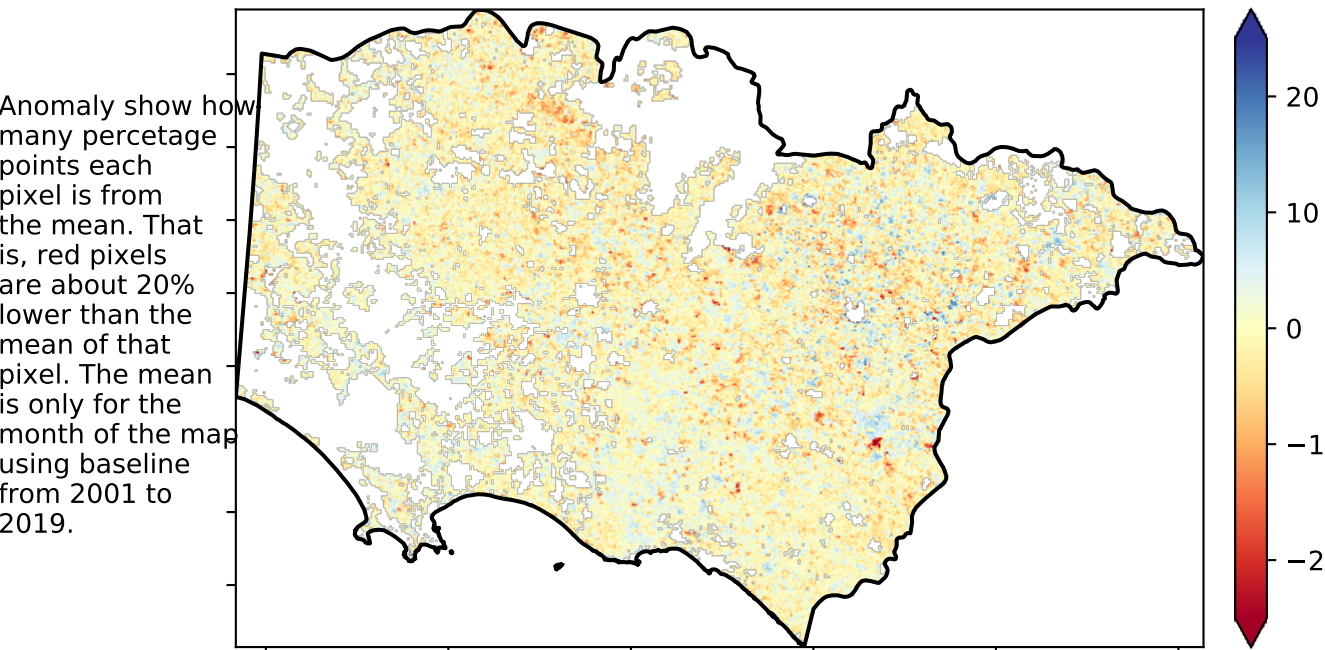 Anomaly show how
many percetage
points each
pixel is from
the mean. That
is, red pixels
are about 20%
lower than the
mean of that
pixel. The mean
is only for the
month of the map
using baseline
from 2001 to
2019.
20
10
0
−1
−2